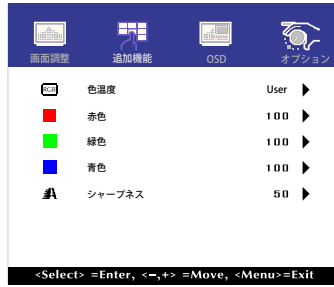 画面調整 追加機能 OSD オプション
RGB 色温度 User
赤色 100
緑色 100
青色 100
シャープネス 50
<Select> =Enter, <−,+> =Move, <Menu>=Exit